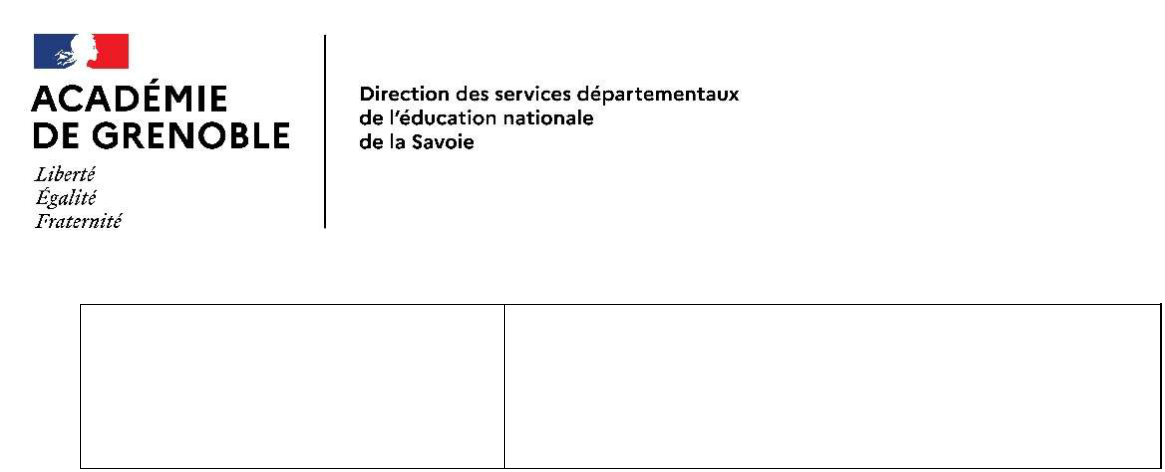 ACADÉMIE
DE GRENOBLE
Liberté
Égalité
Fraternité
Direction des services départementaux
de l'éducation nationale
de la Savoie